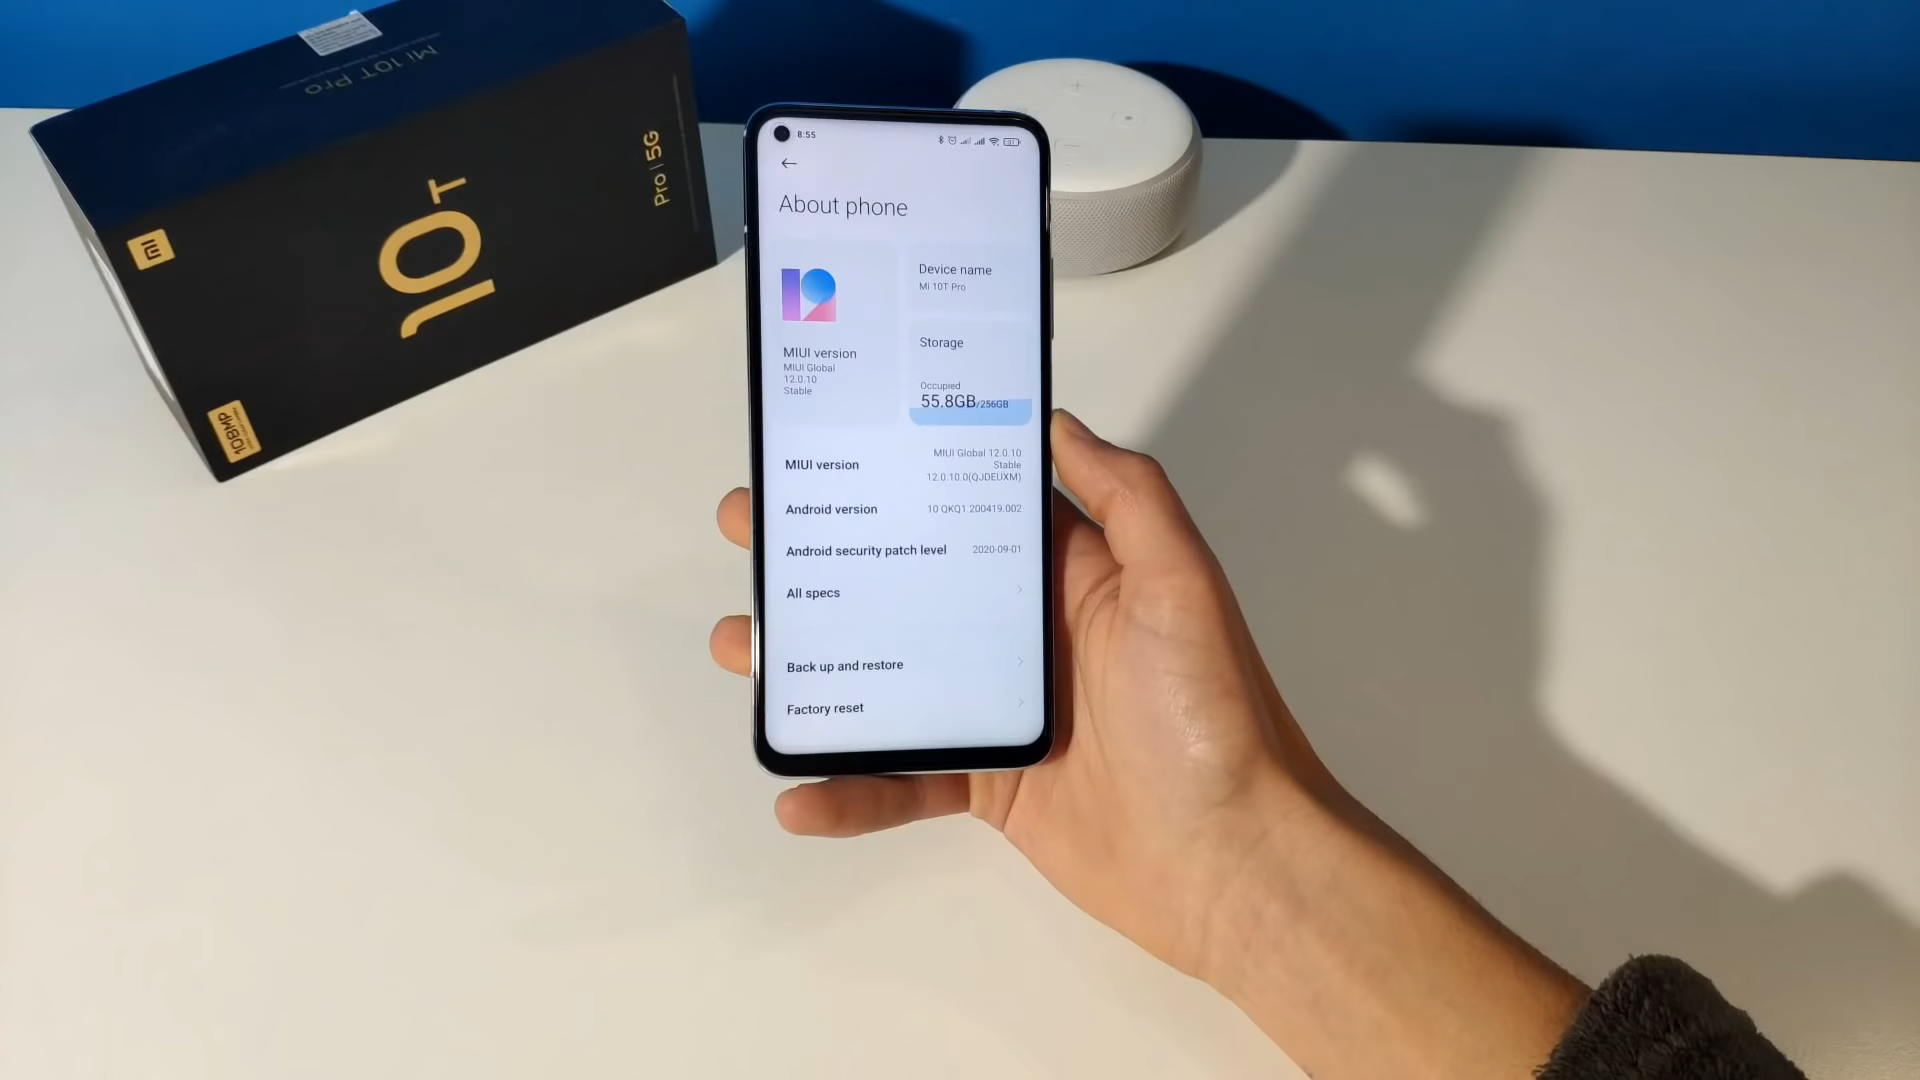 Mi 10T Pro
10T
Pro | 5G
mi
108MP
8:55
About phone
MIUI version
MIUI Global
12.0.10
Stable
Device name
Mi 10T Pro
Storage
Occupied
55.8GB/256GB
MIUI version
MIUI Global 12.0.10
Stable
12.0.10.0(QJDEUXM)
Android version
10 QKQ1.200419.002
Android security patch level
2020-09-01
All specs
Back up and restore
Factory reset